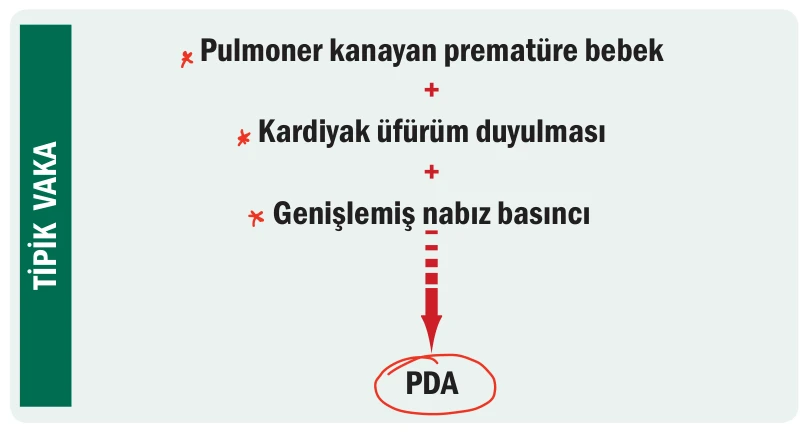 TİPİK VAKA
Pulmoner kanayan prematüre bebek
+
Kardiyak üfürüm duyulması
+
Genişlemiş nabız basıncı
PDA